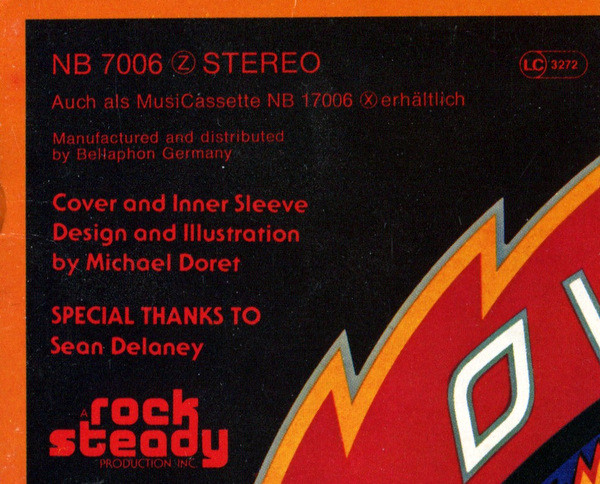 NB 7006 Ⓩ STEREO
LC 3272
Auch als MusiCassette NB 17006 Ⓧ erhältlich
Manufactured and distributed
by Bellaphon Germany
Cover and Inner Sleeve
Design and Illustration
by Michael Doret
SPECIAL THANKS TO
Sean Delaney
A rock
steady
PRODUCTION INC.
O